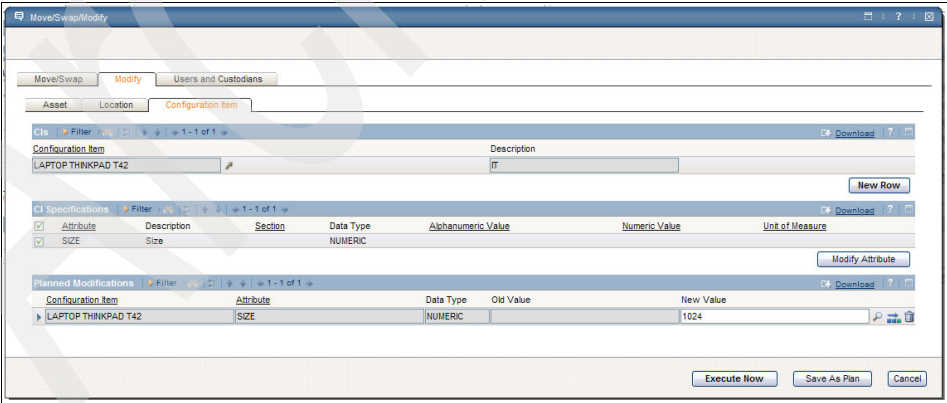 Move/Swap/Modify
Move/Swap Modify Users and Custodians
Asset Location Configuration Item
CIs Filter 1 - 1 of 1 Download ?
Configuration Item Description
LAPTOP THINKPAD T42 IT
New Row
CI Specifications Filter 1 - 1 of 1 Download ?
Attribute Description Section Data Type Alphanumeric Value Numeric Value Unit of Measure
SIZE Size NUMERIC
Modify Attribute
Planned Modifications Filter 1 - 1 of 1 Download ?
Configuration Item Attribute Data Type Old Value New Value
LAPTOP THINKPAD T42 SIZE NUMERIC 1024
Execute Now Save As Plan Cancel